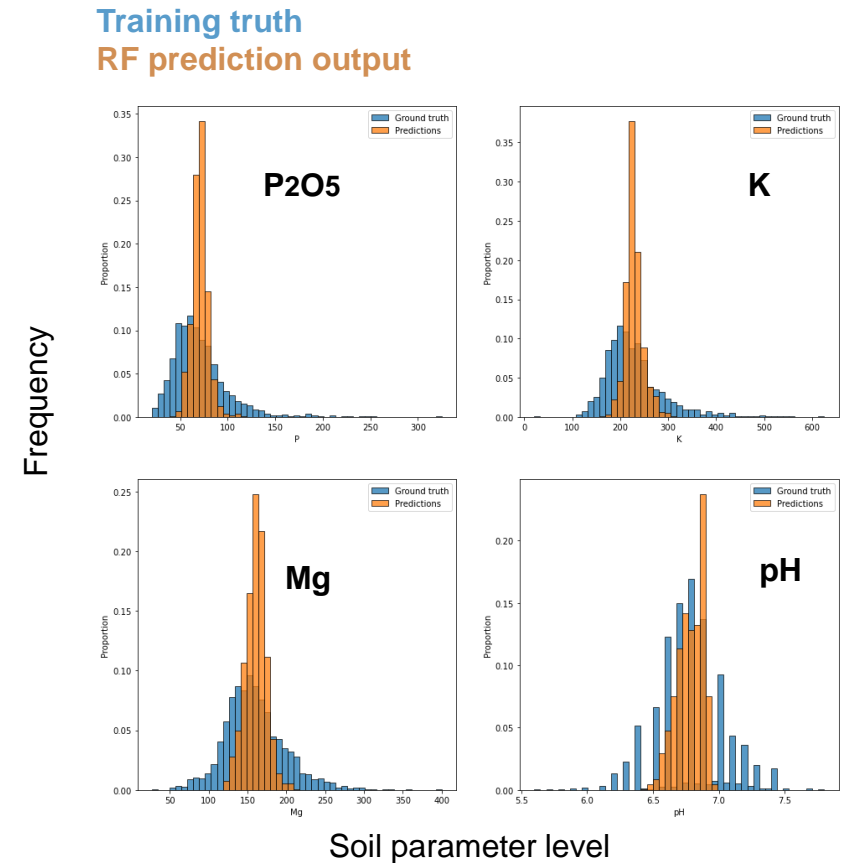 Training truth
RF prediction output
Frequency
Ground truth
Predictions
P2O5
Proportion
0.35
0.30
0.25
0.20
0.15
0.10
0.05
0.00
50 100 150 200 250 300
P
Ground truth
Predictions
K
Proportion
0.35
0.30
0.25
0.20
0.15
0.10
0.05
0.00
0 100 200 300 400 500 600
K
Ground truth
Predictions
Mg
Proportion
0.25
0.20
0.15
0.10
0.05
0.00
50 100 150 200 250 300 350 400
Mg
Ground truth
Predictions
pH
Proportion
0.20
0.15
0.10
0.05
0.00
5.5 6.0 6.5 7.0 7.5
pH
Soil parameter level